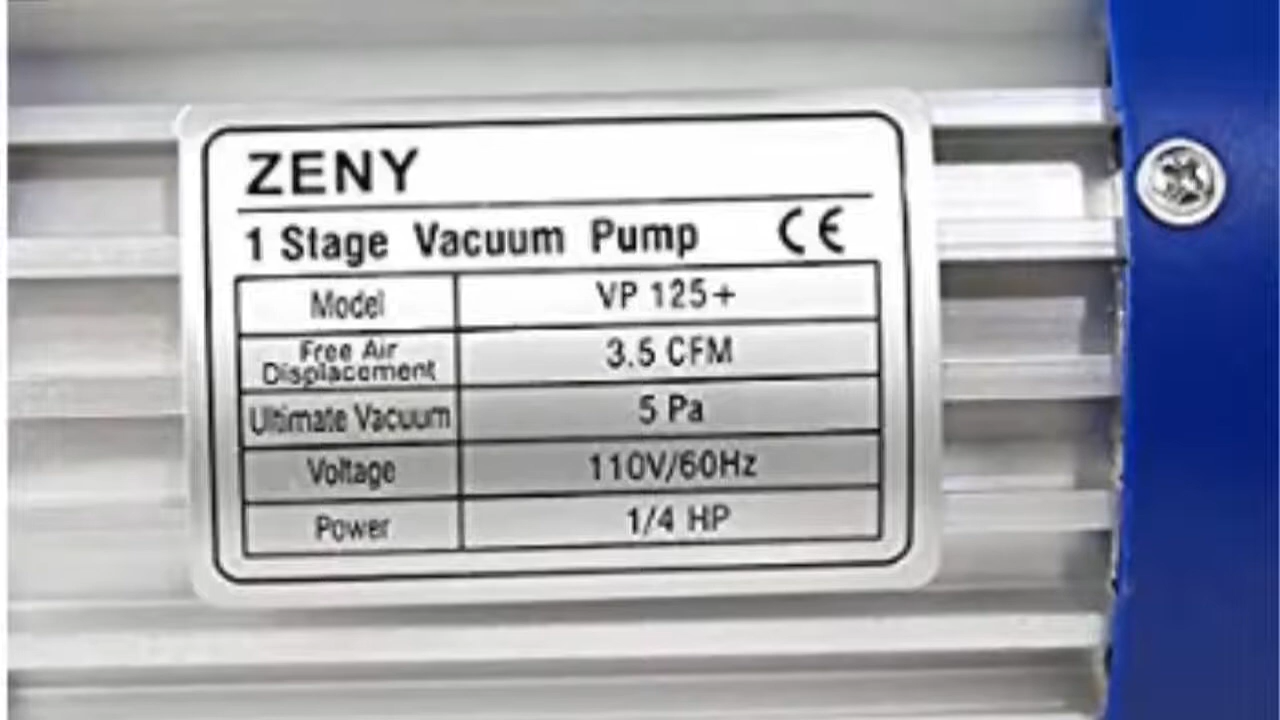 ZENY
1 Stage Vacuum Pump CE
Model VP 125+
Free Air
Displacement 3.5 CFM
Ultimate Vacuum 5 Pa
Voltage 110V/60Hz
Power 1/4 HP